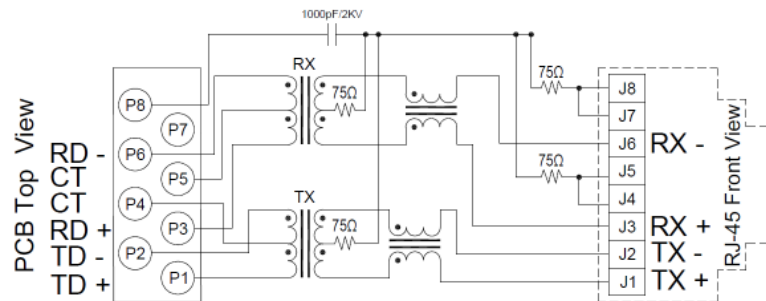 1000pF/2KV
RX
75Ω
75Ω
75Ω
TX
75Ω
PCB Top View
RD -
CT
CT
RD +
TD -
TD +
P8
P7
P6
P5
P4
P3
P2
P1
J8
J7
J6
J5
J4
J3
J2
J1
RX -
RX +
TX -
TX +
RJ-45 Front View